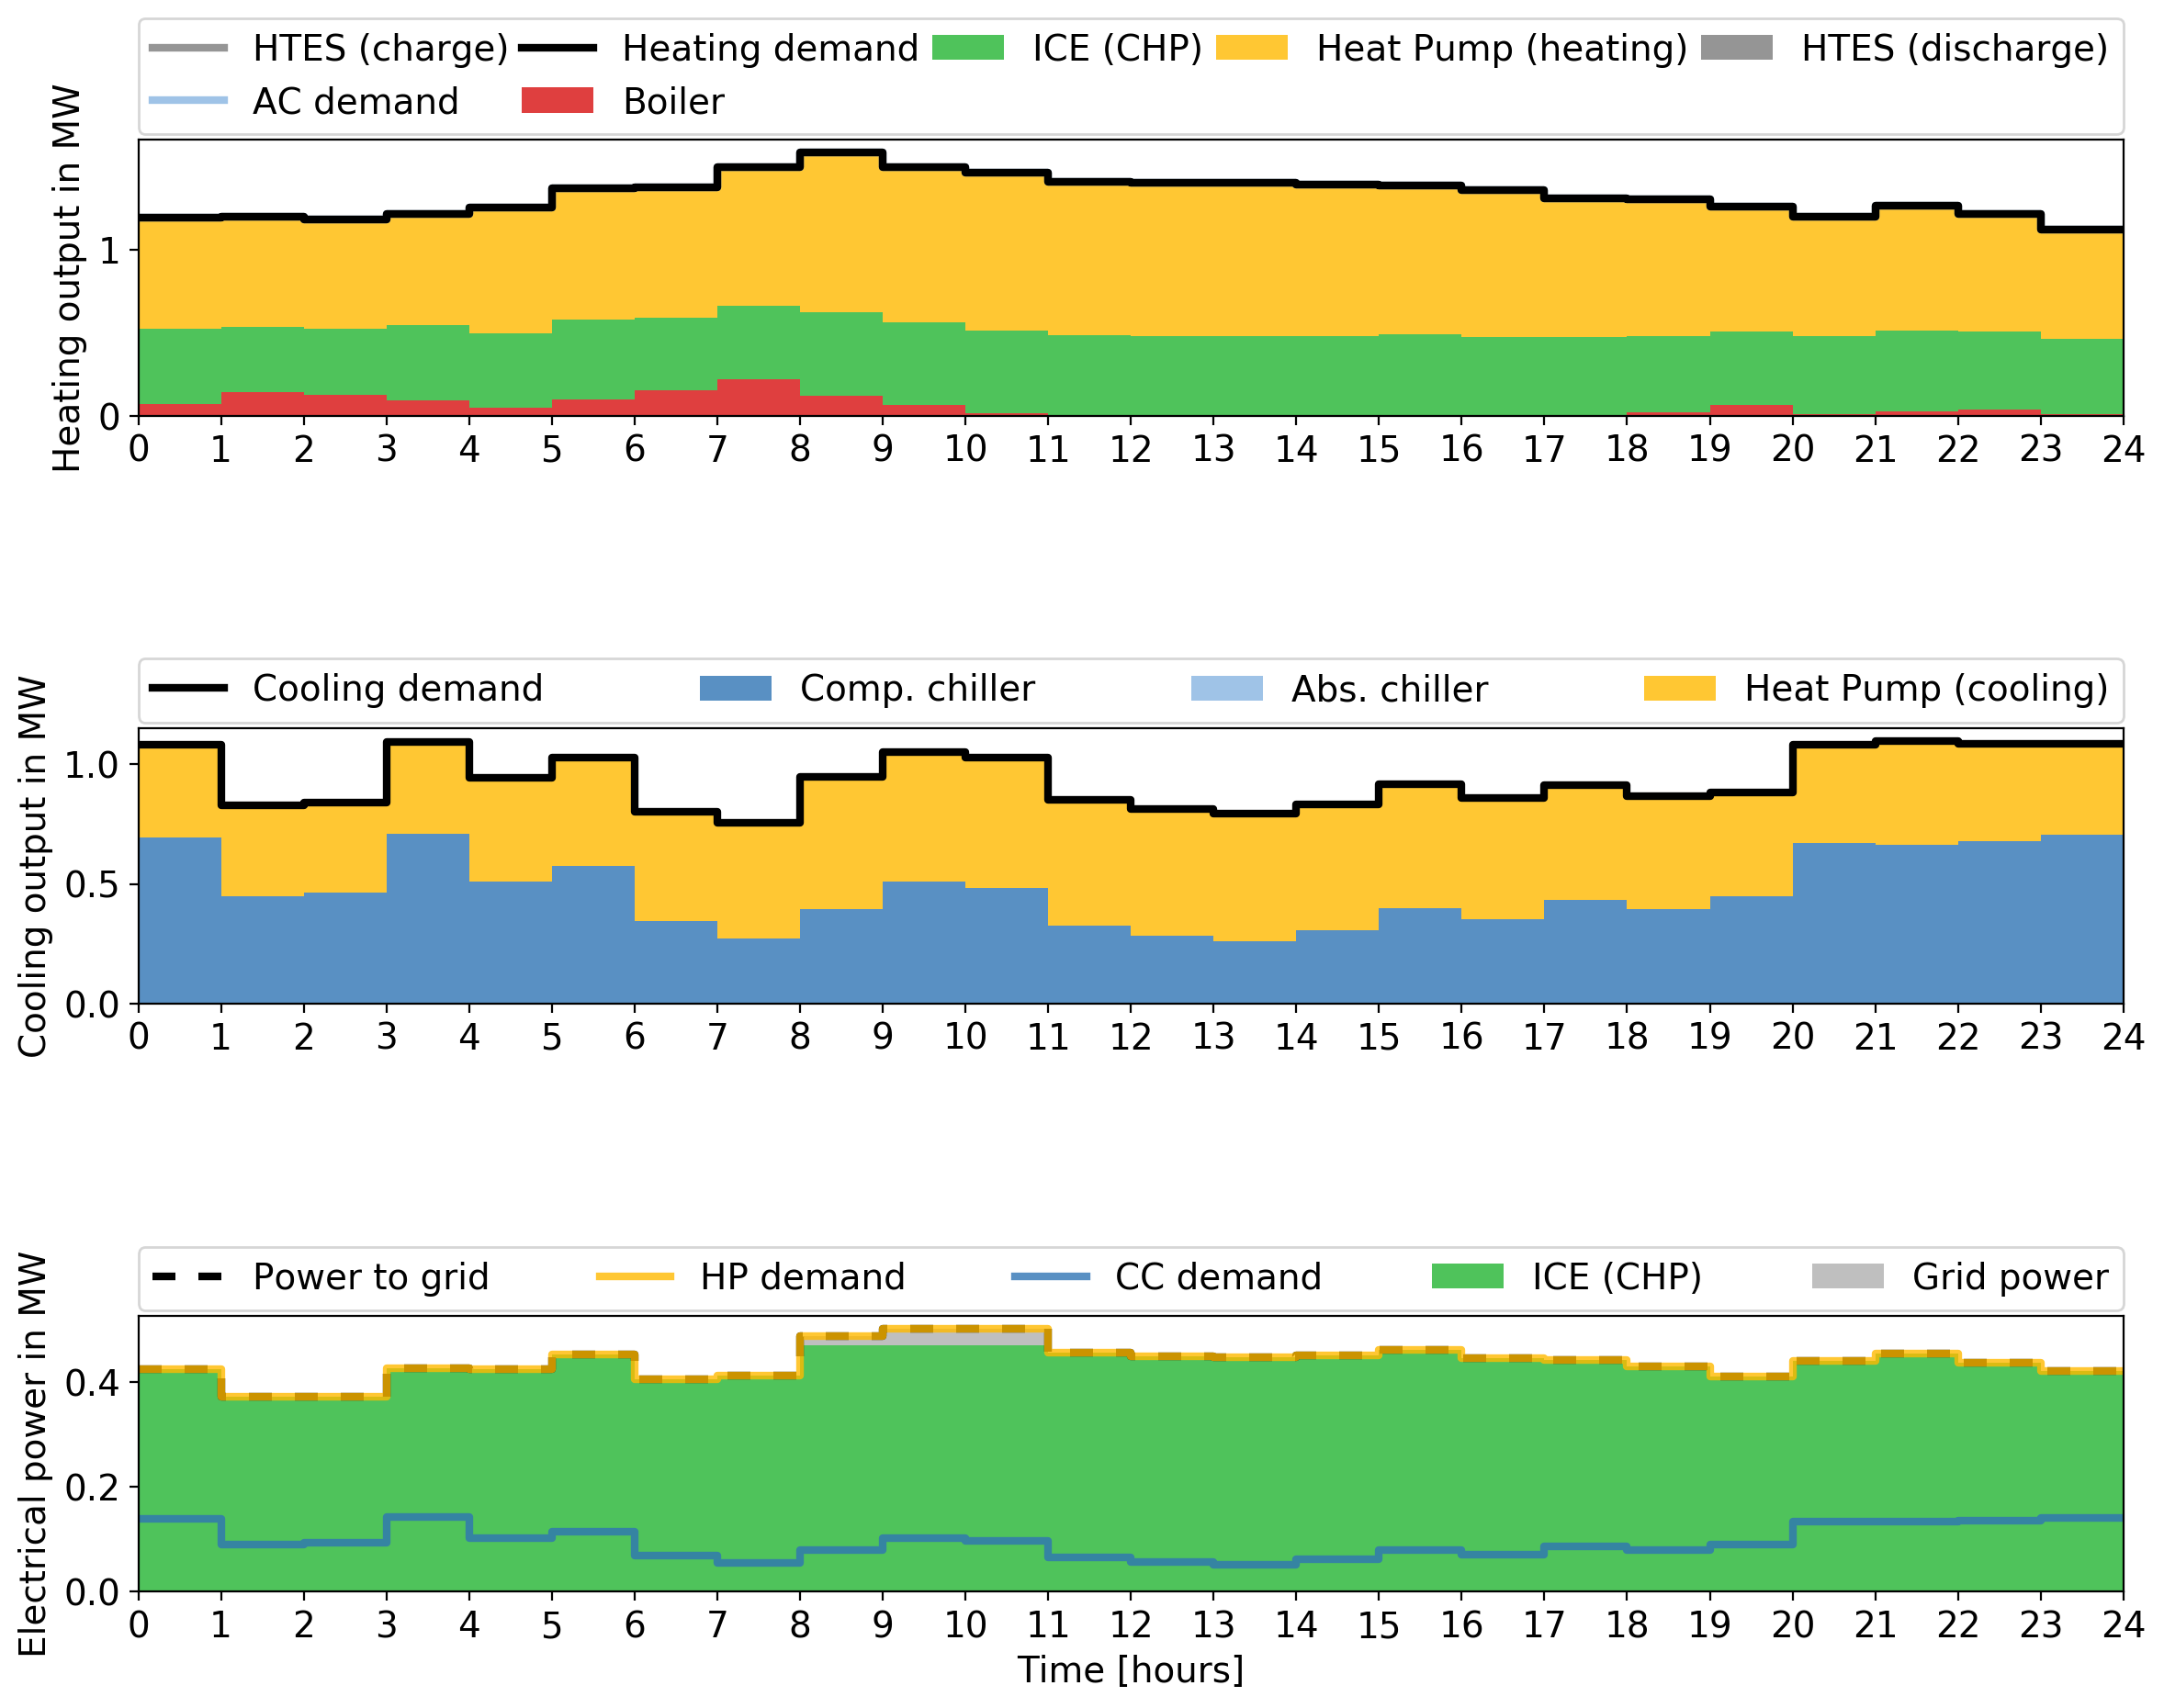 HTES (charge) Heating demand ICE (CHP) Heat Pump (heating) HTES (discharge)
AC demand Boiler
Heating output in MW
1
0
0 1 2 3 4 5 6 7 8 9 10 11 12 13 14 15 16 17 18 19 20 21 22 23 24
Cooling demand Comp. chiller Abs. chiller Heat Pump (cooling)
Cooling output in MW
1.0
0.5
0.0
0 1 2 3 4 5 6 7 8 9 10 11 12 13 14 15 16 17 18 19 20 21 22 23 24
Power to grid HP demand CC demand ICE (CHP) Grid power
Electrical power in MW
0.4
0.2
0.0
0 1 2 3 4 5 6 7 8 9 10 11 12 13 14 15 16 17 18 19 20 21 22 23 24
Time [hours]